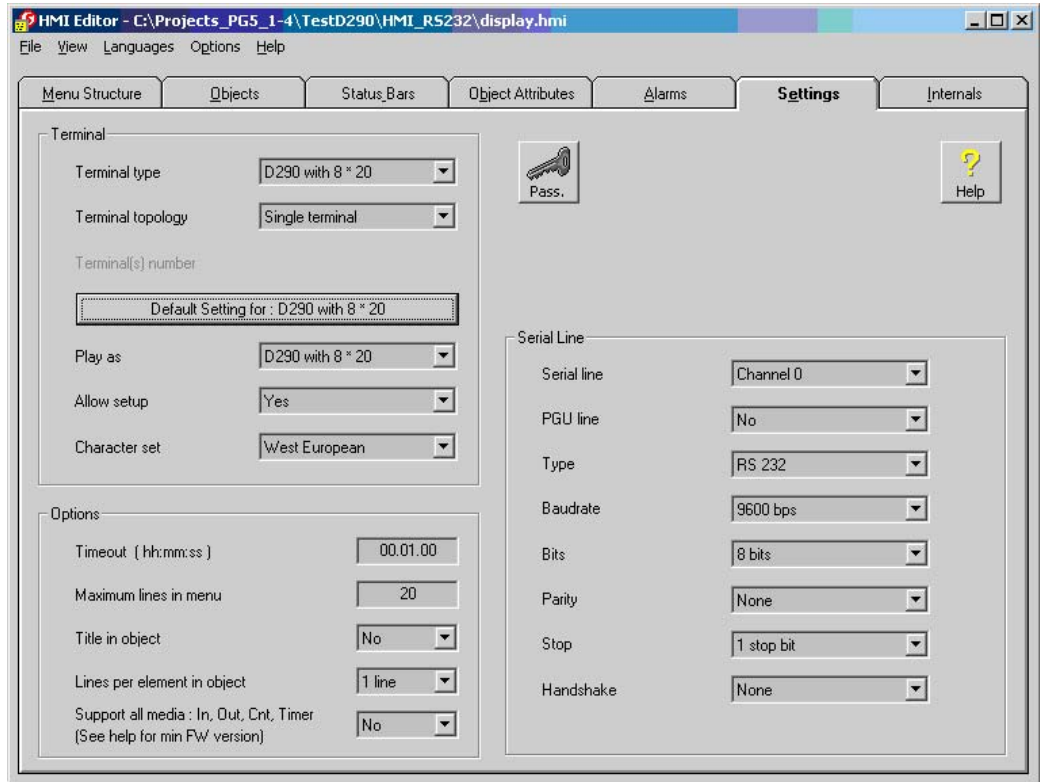 HMI Editor - C:\Projects_PG5_1-4\TestD290\HMI_RS232\display.hmi
File View Languages Options Help
Menu Structure Objects Status Bars Object Attributes Alarms Settings Internals
Terminal
Terminal type D290 with 8 * 20
Terminal topology Single terminal
Terminal(s) number
Default Setting for : D290 with 8 * 20
Play as D290 with 8 * 20
Allow setup Yes
Character set West European
Pass.
Help
Options
Timeout ( hh:mm:ss ) 00.01.00
Maximum lines in menu 20
Title in object No
Lines per element in object 1 line
Support all media : In, Out, Cnt, Timer
(See help for min FW version) No
Serial Line
Serial line Channel 0
PGU line No
Type RS 232
Baudrate 9600 bps
Bits 8 bits
Parity None
Stop 1 stop bit
Handshake None